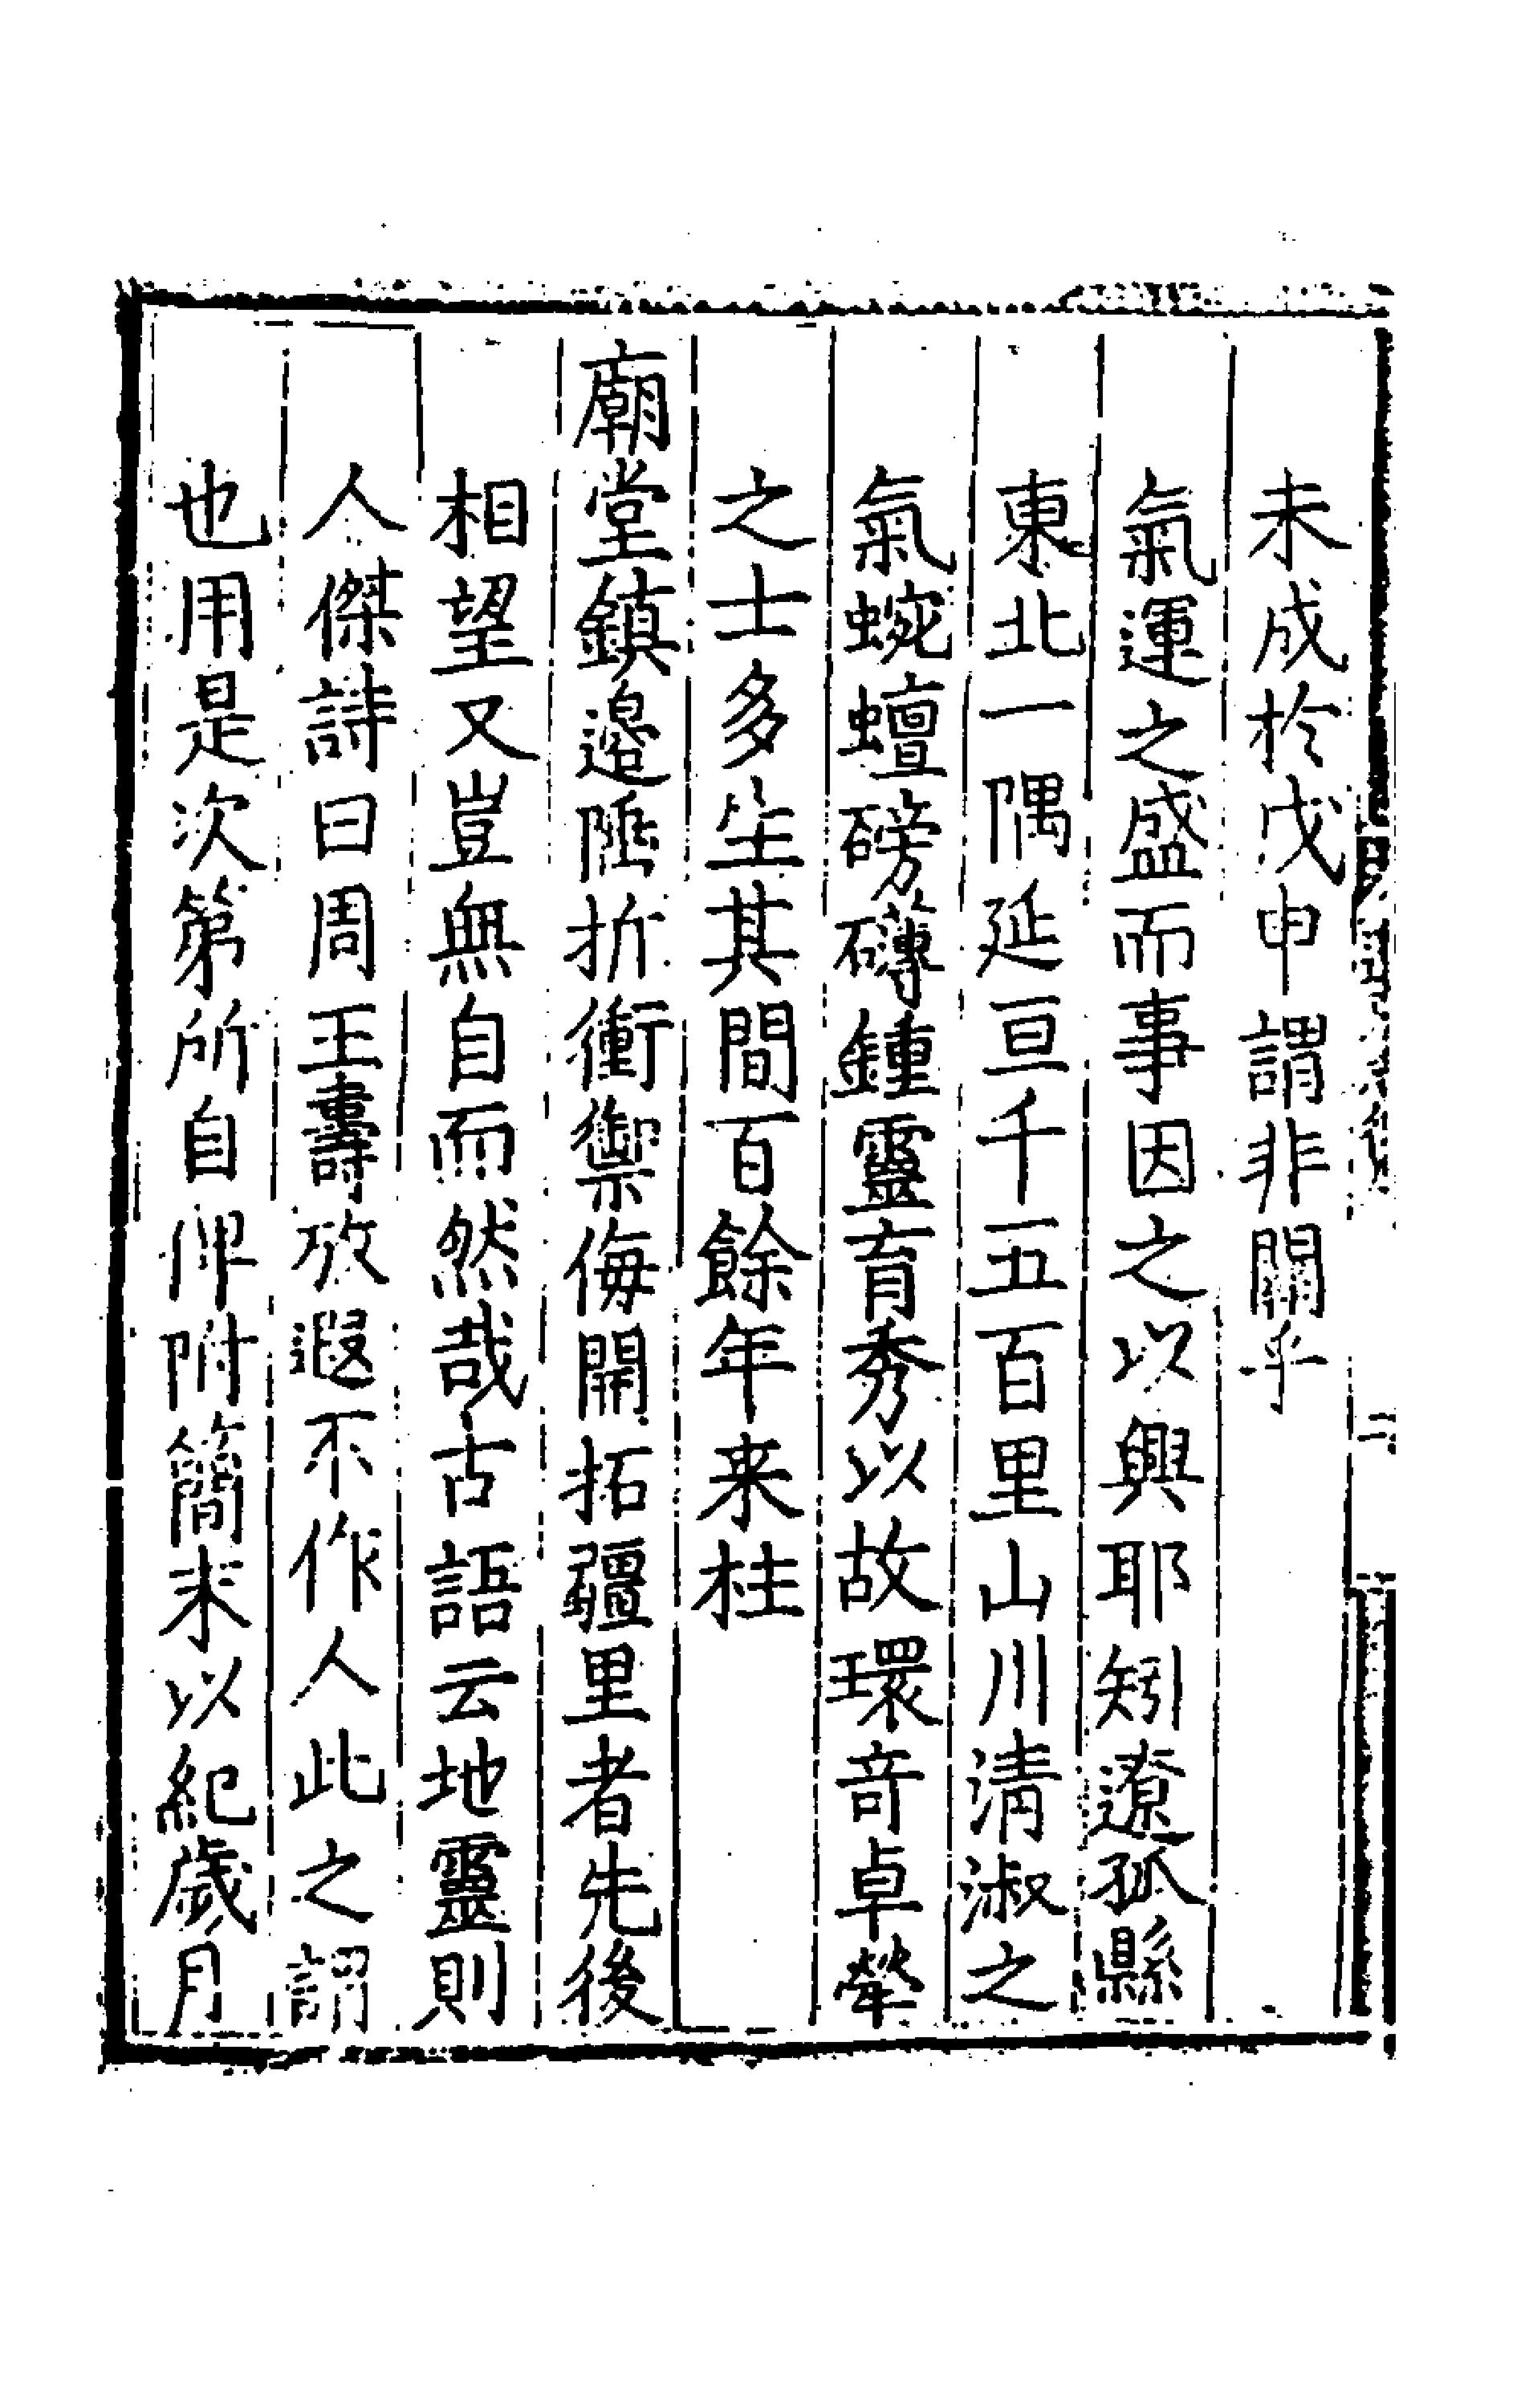 未成於戊申謂非關乎
氣運之盛而事因之以興耶矧遼孤懸
東北一隅延亘千五百里山川清淑之
氣蜿蟺磅礴鍾靈育秀以故環竒卓犖
之士多生其間百餘年来柱
廟堂鎮邉陲折衝禦侮開拓疆里者先後
相望又豈無自而然哉古語云地靈則
人傑詩曰周王壽攷遐不作人此之謂
也用是次第所自俾附簡末以紀歲月
二